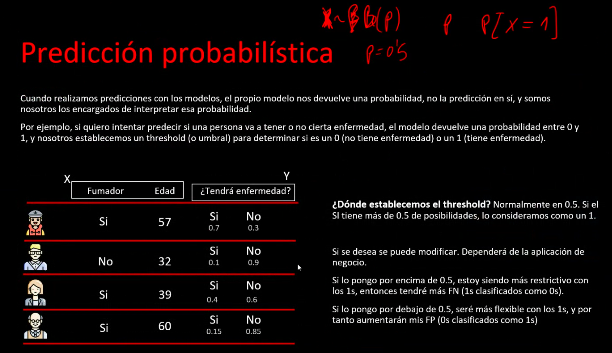 X ~ Be(p) p P[X = 1]
Predicción probabilística
p = 0'5
Cuando realizamos predicciones con los modelos, el propio modelo nos devuelve una probabilidad, no la predicción en sí, y somos
nosotros los encargados de interpretar esa probabilidad.
Por ejemplo, si quiero intentar predecir si una persona va a tener o no cierta enfermedad, el modelo devuelve una probabilidad entre 0 y
1, y nosotros establecemos un threshold (o umbral) para determinar si es un 0 (no tiene enfermedad) o un 1 (tiene enfermedad).
X Y
Fumador Edad ¿Tendrá enfermedad?
Si 57 Si No
0.7 0.3
No 32 Si No
0.1 0.9
Si 39 Si No
0.4 0.6
Si 60 Si No
0.15 0.85
¿Dónde establecemos el threshold? Normalmente en 0.5. Si el
SI tiene más de 0.5 de posibilidades, lo consideramos como un 1.
Si se desea se puede modificar. Dependerá de la aplicación de
negocio.
Si lo pongo por encima de 0.5, estoy siendo más restrictivo con
los 1s, entonces tendré más FN (1s clasificados como 0s).
Si lo pongo por debajo de 0.5, seré más flexible con los 1s, y por
tanto aumentarán mis FP (0s clasificados como 1s)